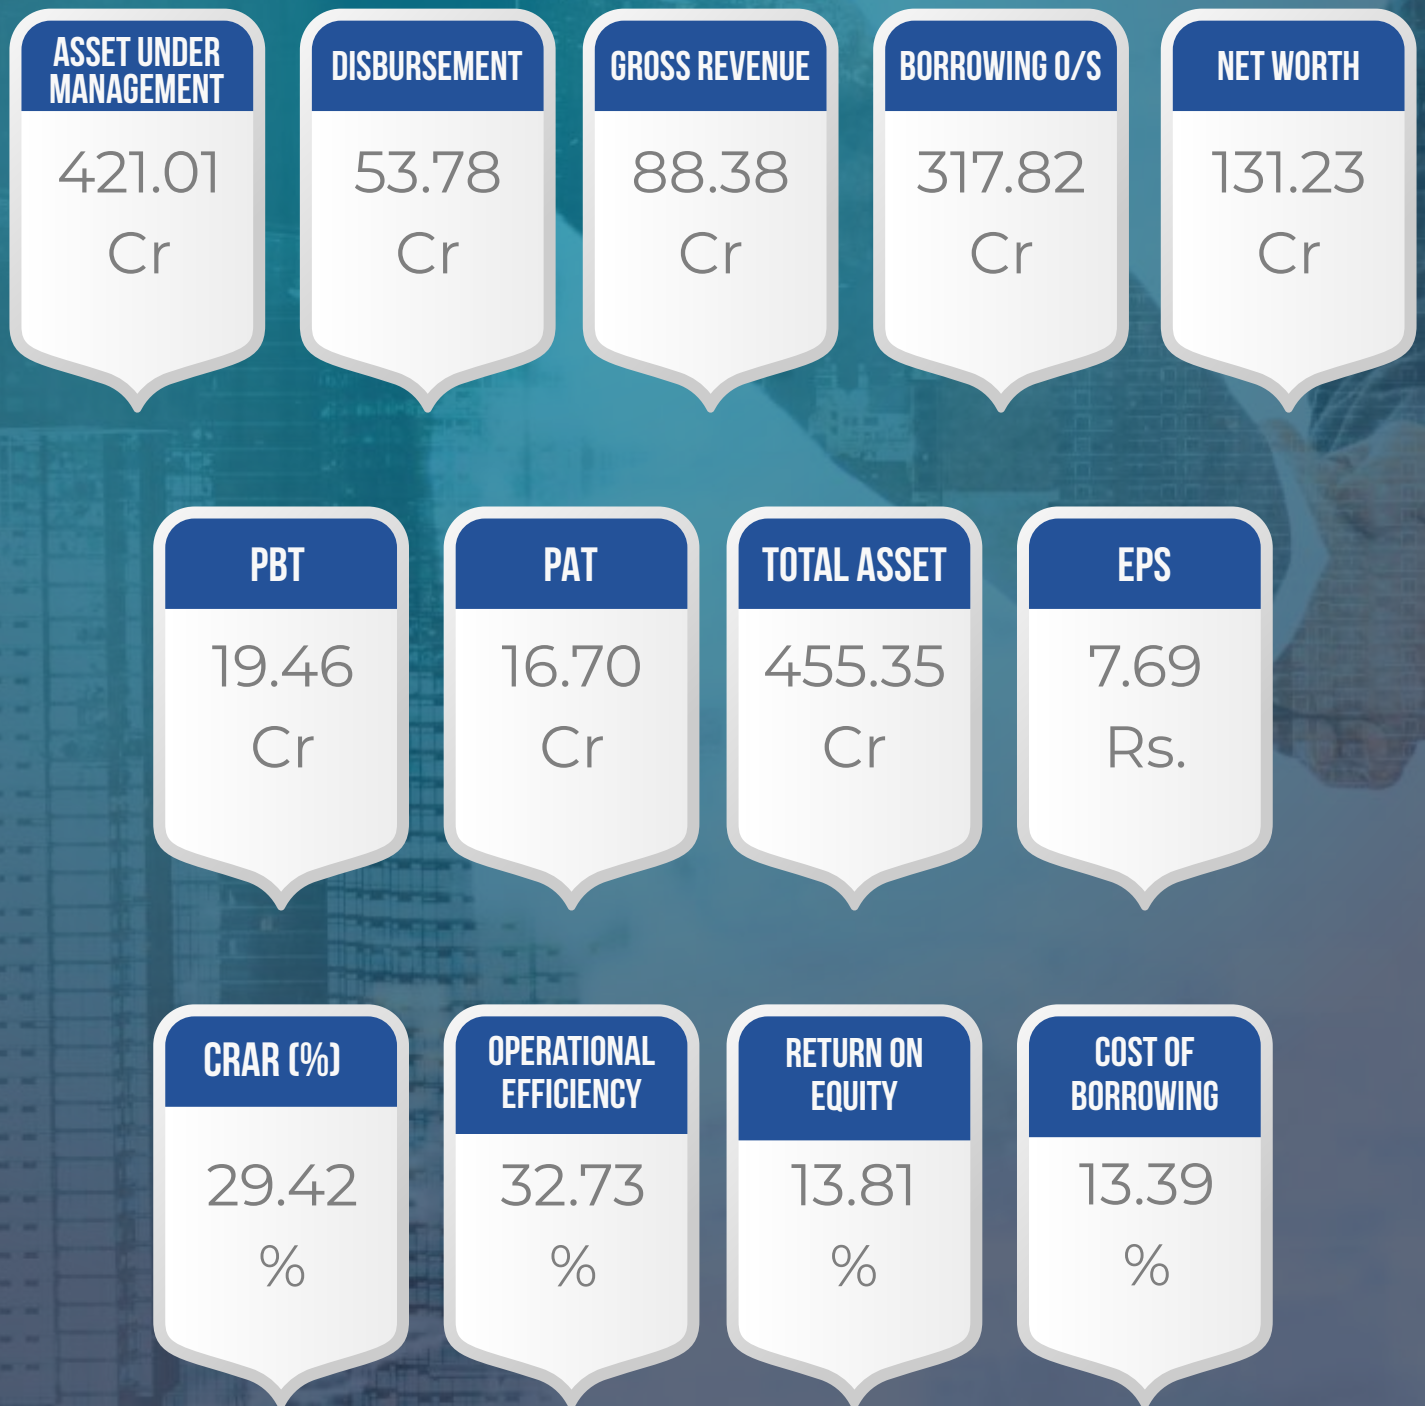 ASSET UNDER
MANAGEMENT
421.01
Cr
DISBURSEMENT
53.78
Cr
GROSS REVENUE
88.38
Cr
BORROWING O/S
317.82
Cr
NET WORTH
131.23
Cr
PBT
19.46
Cr
PAT
16.70
Cr
TOTAL ASSET
455.35
Cr
EPS
7.69
Rs.
CRAR (%)
29.42
%
OPERATIONAL
EFFICIENCY
32.73
%
RETURN ON
EQUITY
13.81
%
COST OF
BORROWING
13.39
%